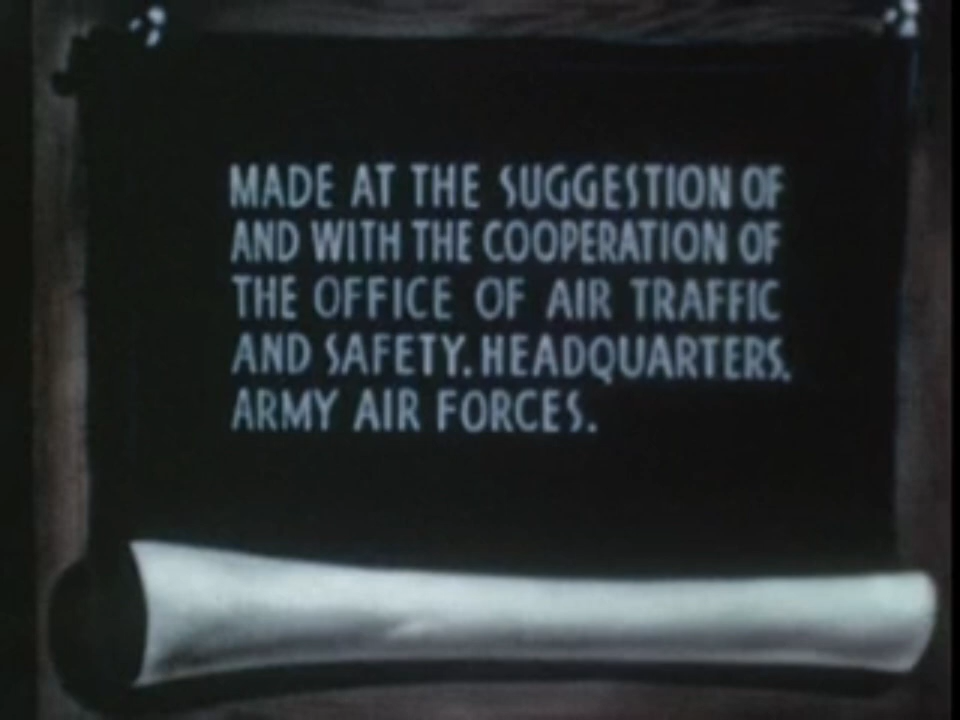 MADE AT THE SUGGESTION OF
AND WITH THE COOPERATION OF
THE OFFICE OF AIR TRAFFIC
AND SAFETY. HEADQUARTERS.
ARMY AIR FORCES.